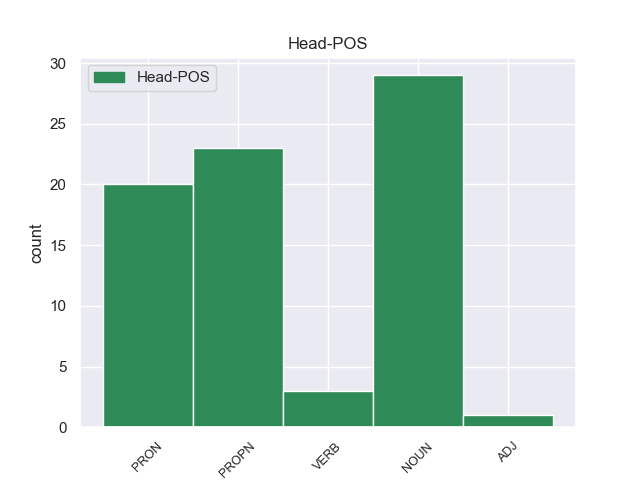 Head-POS
Head-POS
30
25
20
15
10
5
0
count
PRON
PROPN
VERB
NOUN
ADJ